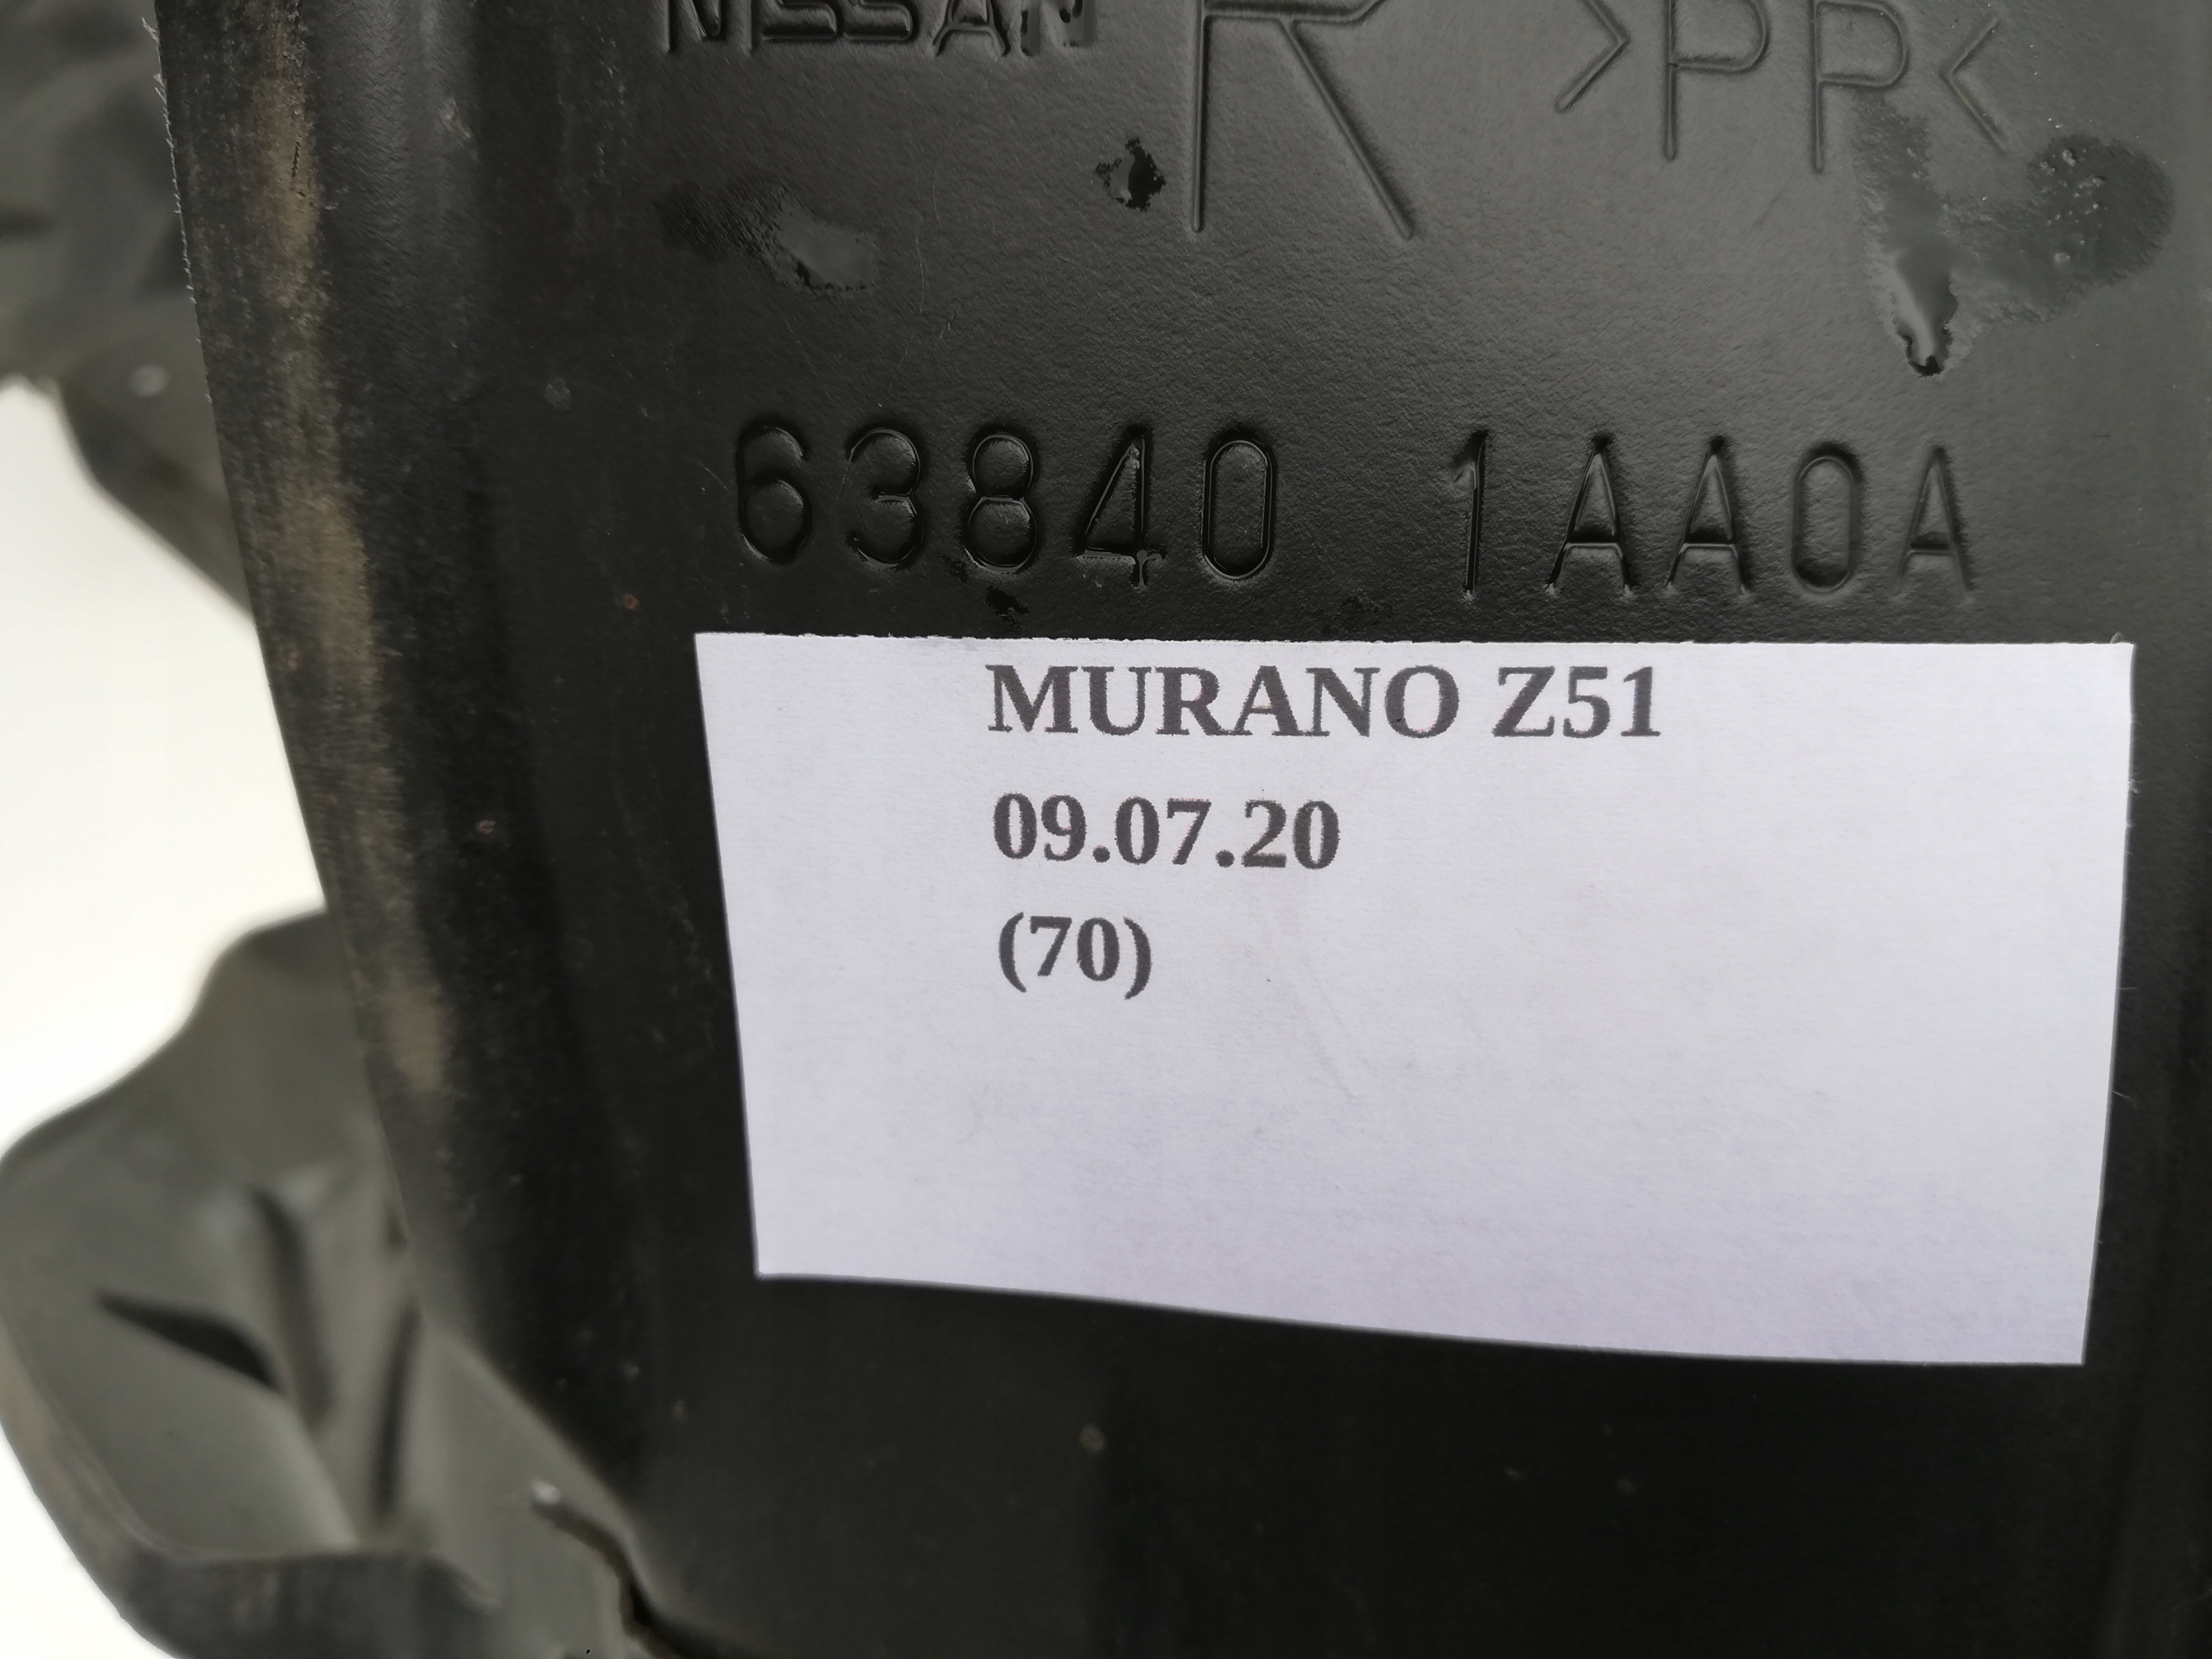 NISSAN R >PP<
63840 1AA0A
MURANO Z51
09.07.20
(70)